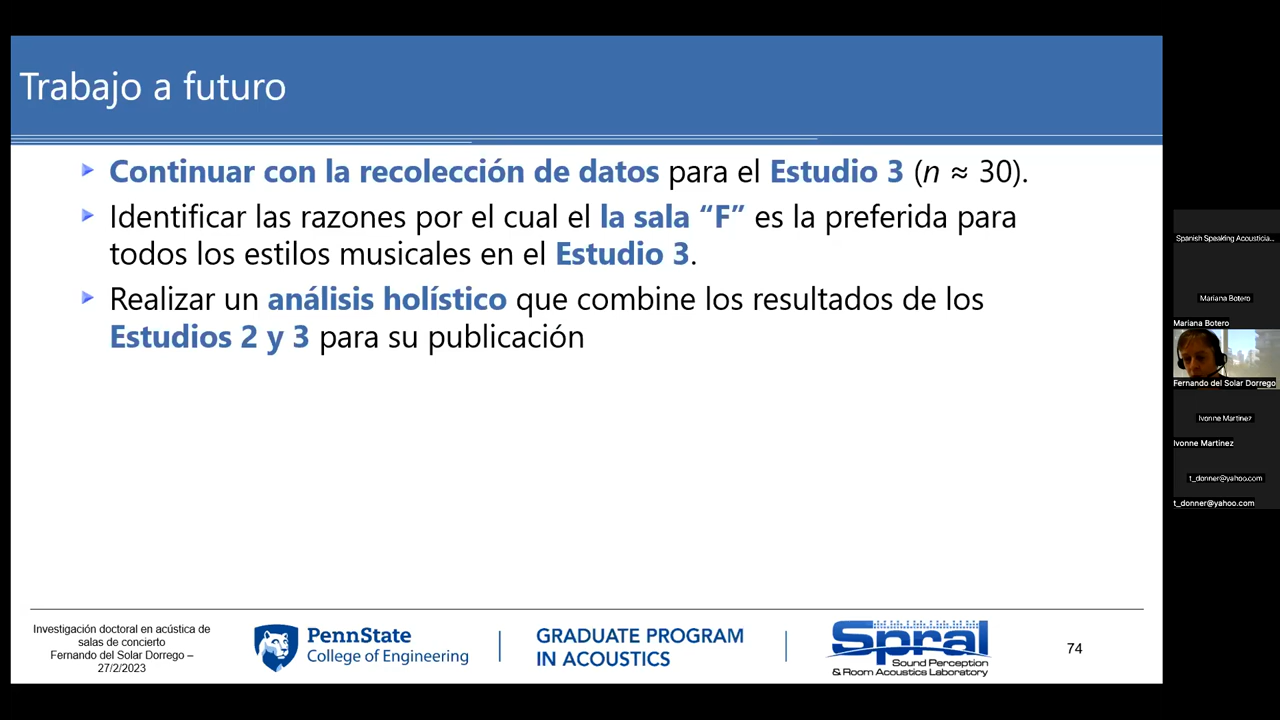 Trabajo a futuro
Continuar con la recolección de datos para el Estudio 3 (n ≈ 30).
Identificar las razones por el cual el la sala “F” es la preferida para
todos los estilos musicales en el Estudio 3.
Realizar un análisis holístico que combine los resultados de los
Estudios 2 y 3 para su publicación
Investigación doctoral en acústica de
salas de concierto
Fernando del Solar Dorrego –
27/2/2023
PennState
College of Engineering
GRADUATE PROGRAM
IN ACOUSTICS
Spral
Sound Perception
& Room Acoustics Laboratory
74
Spanish Speaking Acousticia...
Mariana Botero
Mariana Botero
Fernando del Solar Dorrego
Ivonne Martinez
Ivonne Martinez
t_donner@yahoo.com
t_donner@yahoo.com